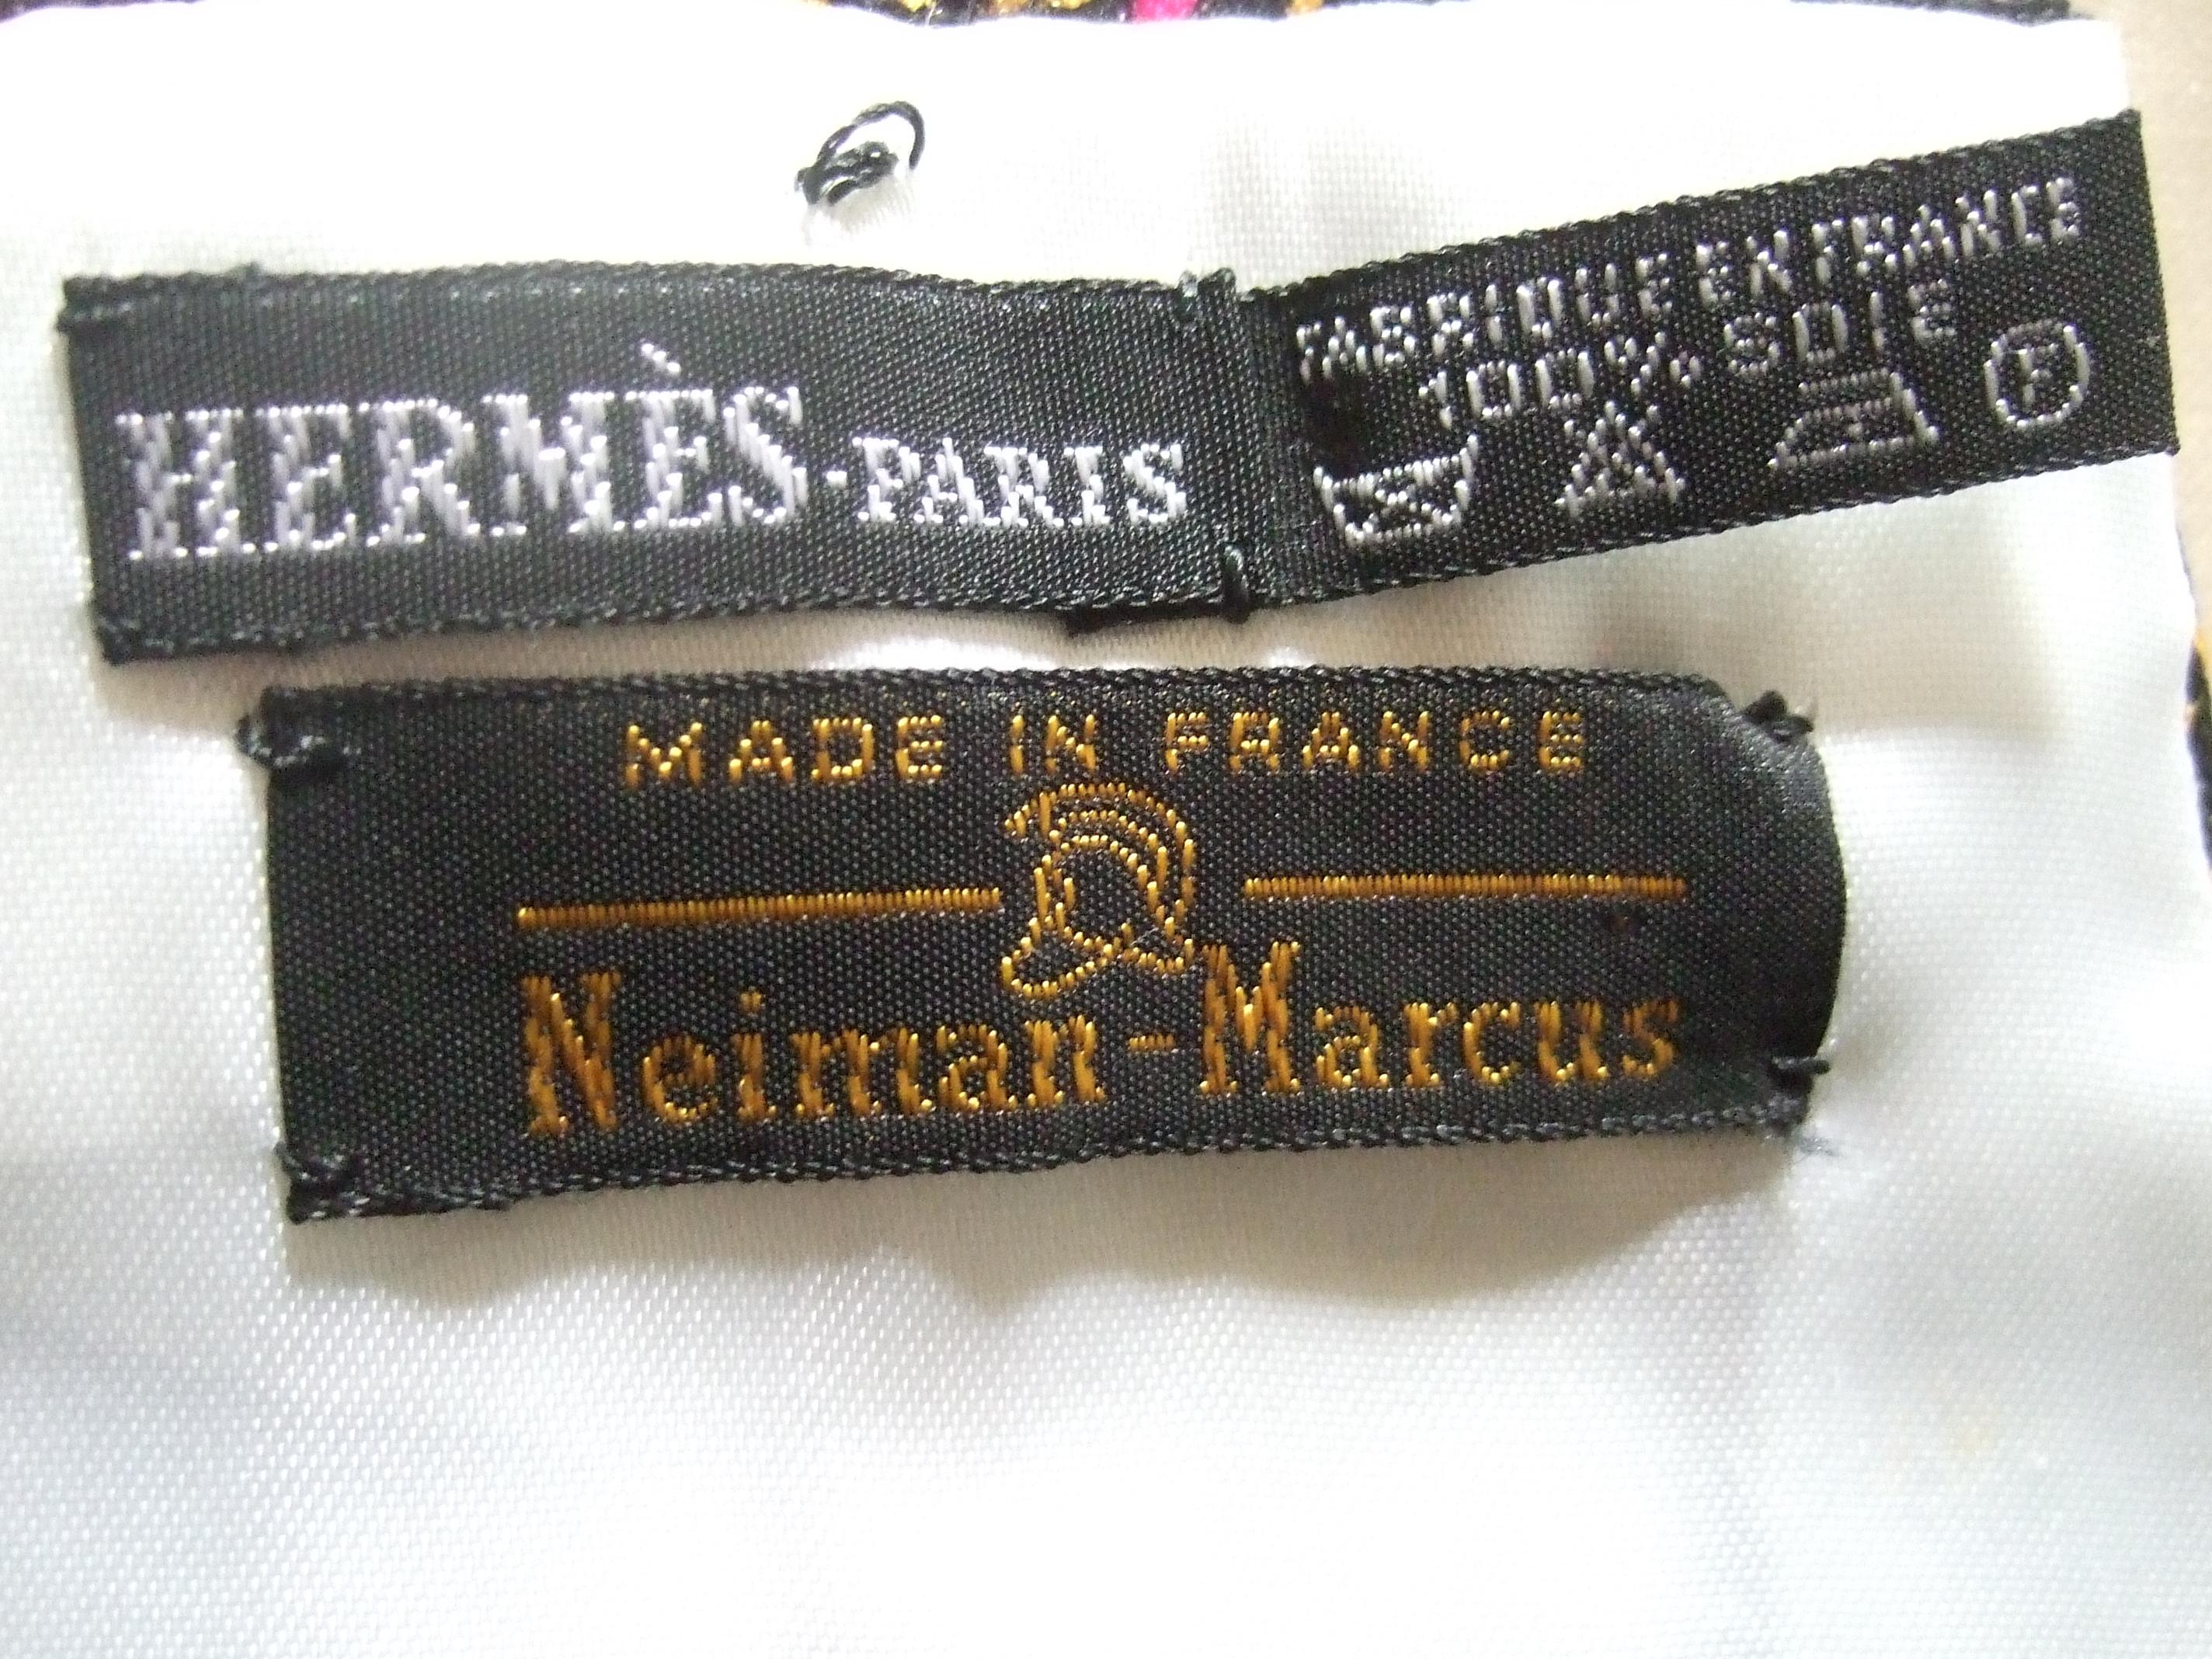 HERMÈS-PARIS
FABRIQUE EN FRANCE
100% SOIE
F
MADE IN FRANCE
Neiman-Marcus